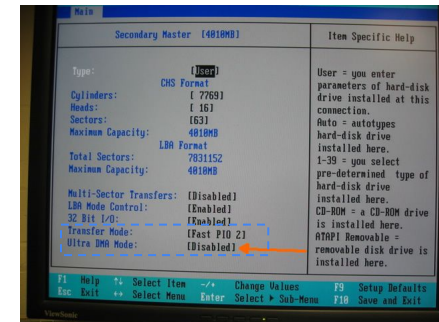 Main
Secondary Master [4010MB]
Item Specific Help
Type: [User]
CHS Format
Cylinders: [ 7769]
Heads: [ 16]
Sectors: [63]
Maximum Capacity: 4010MB
LBA Format
Total Sectors: 7831152
Maximum Capacity: 4010MB
Multi-Sector Transfers: [Disabled]
LBA Mode Control: [Enabled]
32 Bit I/O: [Enabled]
Transfer Mode: [Fast PIO 2]
Ultra DMA Mode: [Disabled]
User = you enter
parameters of hard-disk
drive installed at this
connection.
Auto = autotypes
hard-disk drive
installed here.
1-39 = you select
pre-determined type of
hard-disk drive
installed here.
CD-ROM = a CD-ROM drive
is installed here.
ATAPI Removable =
removable disk drive is
installed here.
F1 Help ↑↓ Select Item -/+ Change Values F9 Setup Defaults
Esc Exit ↔ Select Menu Enter Select ▶ Sub-Menu F10 Save and Exit
ViewSonic